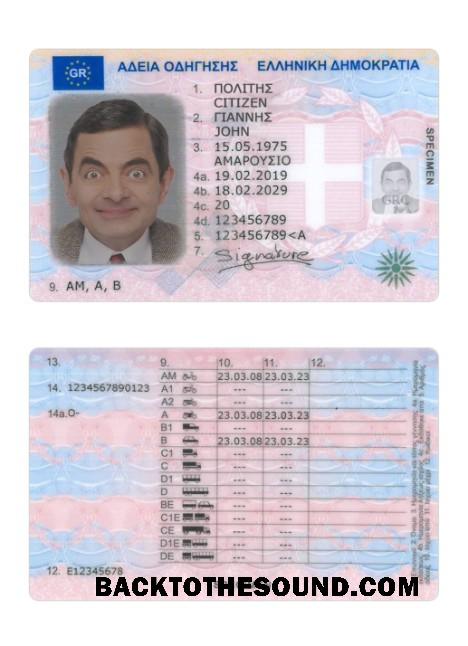 GR
ΑΔΕΙΑ ΟΔΗΓΗΣΗΣ ΕΛΛΗΝΙΚΗ ΔΗΜΟΚΡΑΤΙΑ
1. ΠΟΛΙΤΗΣ
CITIZEN
2. ΓΙΑΝΝΗΣ
JOHN
3. 15.05.1975
ΑΜΑΡΟΥΣΙΟ
4a. 19.02.2019
4b. 18.02.2029
4c. 20
4d. 123456789
5. 123456789<A
7. Signature
9. AM, A, B
SPECIMEN
GRC
13. 9. 10. 11. 12.
AM 23.03.08 23.03.23
14. 1234567890123 A1 --- ---
A2 --- ---
14a.O- A 23.03.08 23.03.23
B1 --- ---
B 23.03.08 23.03.23
C1 --- ---
C --- ---
D1 --- ---
D --- ---
BE --- ---
C1E --- ---
CE --- ---
D1E --- ---
DE --- ---
12. E12345678
BACKTOTHESOUND.COM